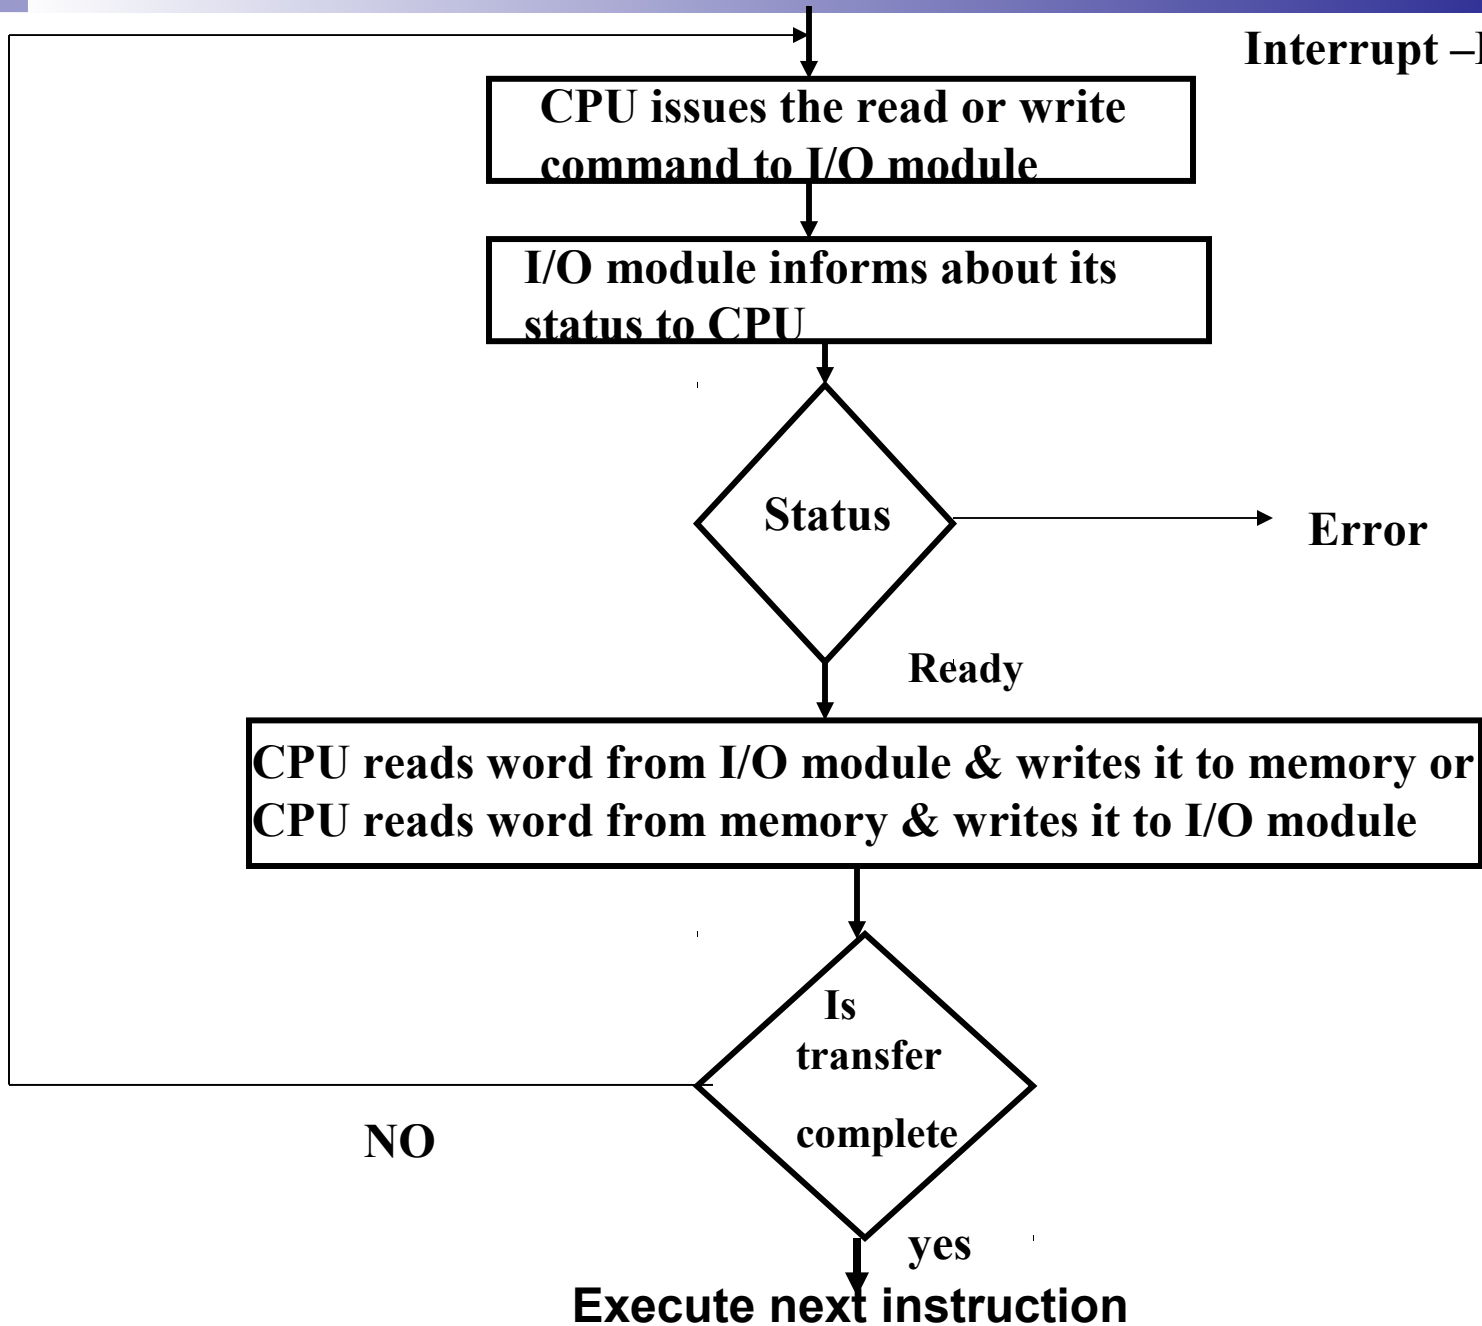 Interrupt –
CPU issues the read or write
command to I/O module
I/O module informs about its
status to CPU
Status
Error
Ready
CPU reads word from I/O module & writes it to memory or
CPU reads word from memory & writes it to I/O module
Is
transfer
complete
NO
yes
Execute next instruction